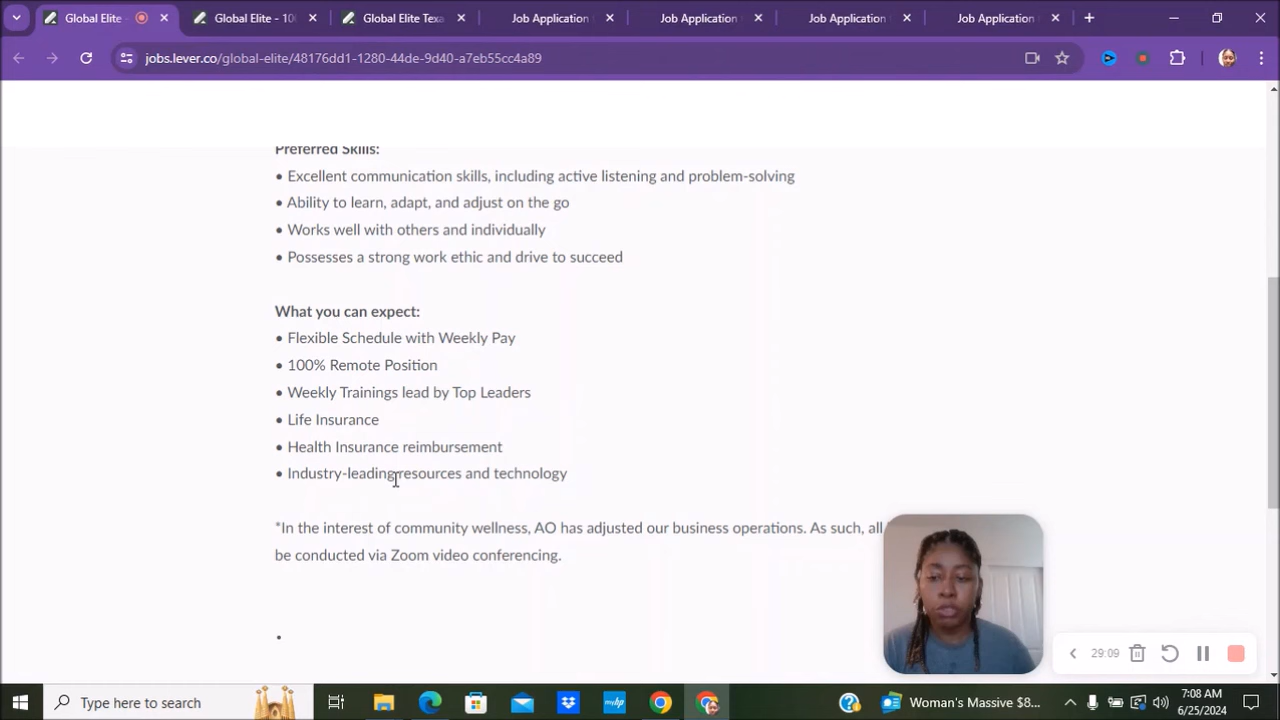 Global Elite
Global Elite - 10
Global Elite Texa
Job Application
Job Application
Job Application
Job Application
jobs.lever.co/global-elite/48176dd1-1280-44de-9d40-a7eb55cc4a89
Preferred Skills:
• Excellent communication skills, including active listening and problem-solving
• Ability to learn, adapt, and adjust on the go
• Works well with others and individually
• Possesses a strong work ethic and drive to succeed
What you can expect:
• Flexible Schedule with Weekly Pay
• 100% Remote Position
• Weekly Trainings lead by Top Leaders
• Life Insurance
• Health Insurance reimbursement
• Industry-leading resources and technology
*In the interest of community wellness, AO has adjusted our business operations. As such, all
be conducted via Zoom video conferencing.
•
29:09
Type here to search
myhp
Woman's Massive $8...
7:08 AM
6/25/2024